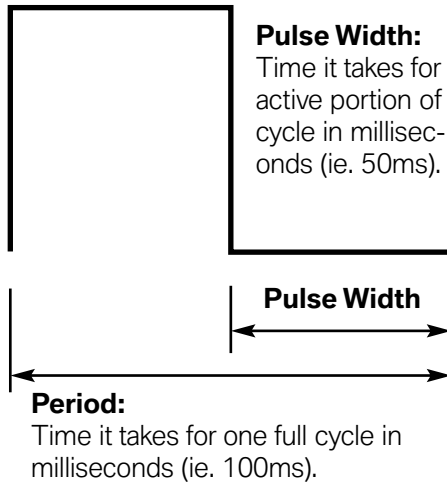 Pulse Width:
Time it takes for
active portion of
cycle in millisec-
onds (ie. 50ms).
Pulse Width
Period:
Time it takes for one full cycle in
milliseconds (ie. 100ms).